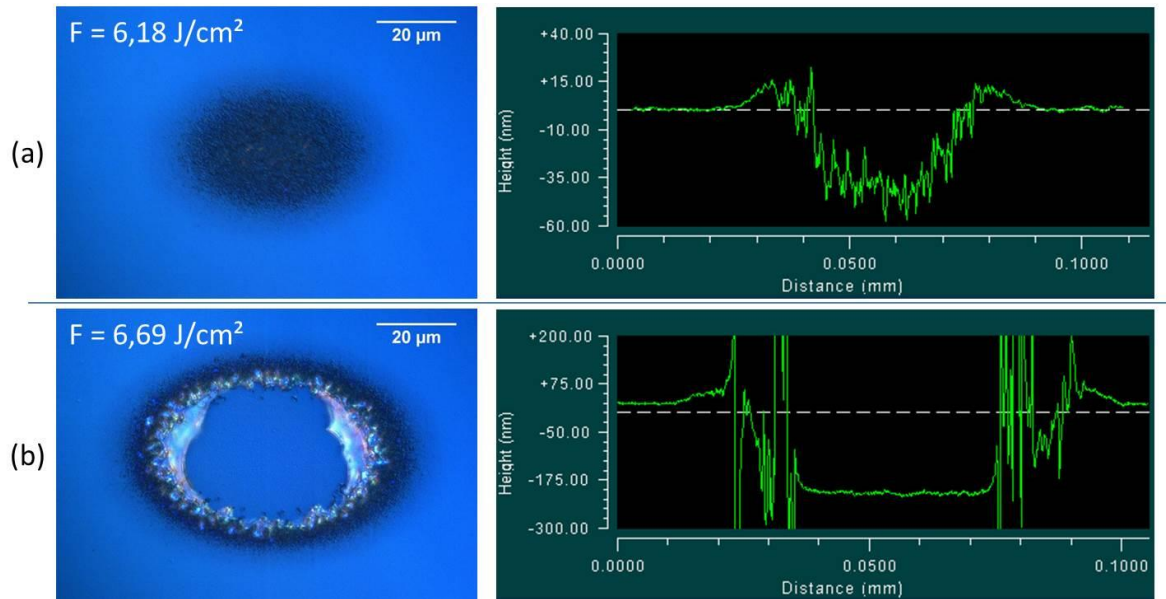 (a)
F = 6,18 J/cm²
20 µm
+40.00
+15.00
-10.00
-35.00
-60.00
Height (nm)
0.0000 0.0500 0.1000
Distance (mm)
(b)
F = 6,69 J/cm²
20 µm
+200.00
+75.00
-50.00
-175.00
-300.00
Height (nm)
0.0000 0.0500 0.1000
Distance (mm)